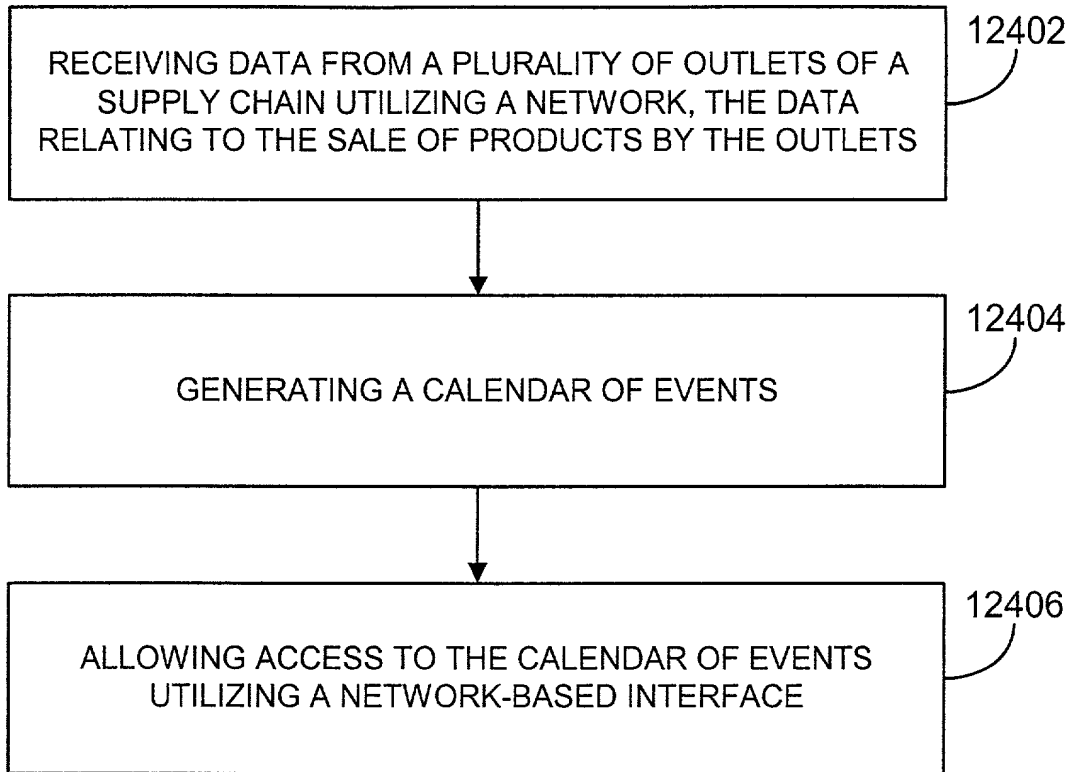 12402
RECEIVING DATA FROM A PLURALITY OF OUTLETS OF A
SUPPLY CHAIN UTILIZING A NETWORK, THE DATA
RELATING TO THE SALE OF PRODUCTS BY THE OUTLETS
12404
GENERATING A CALENDAR OF EVENTS
12406
ALLOWING ACCESS TO THE CALENDAR OF EVENTS
UTILIZING A NETWORK-BASED INTERFACE